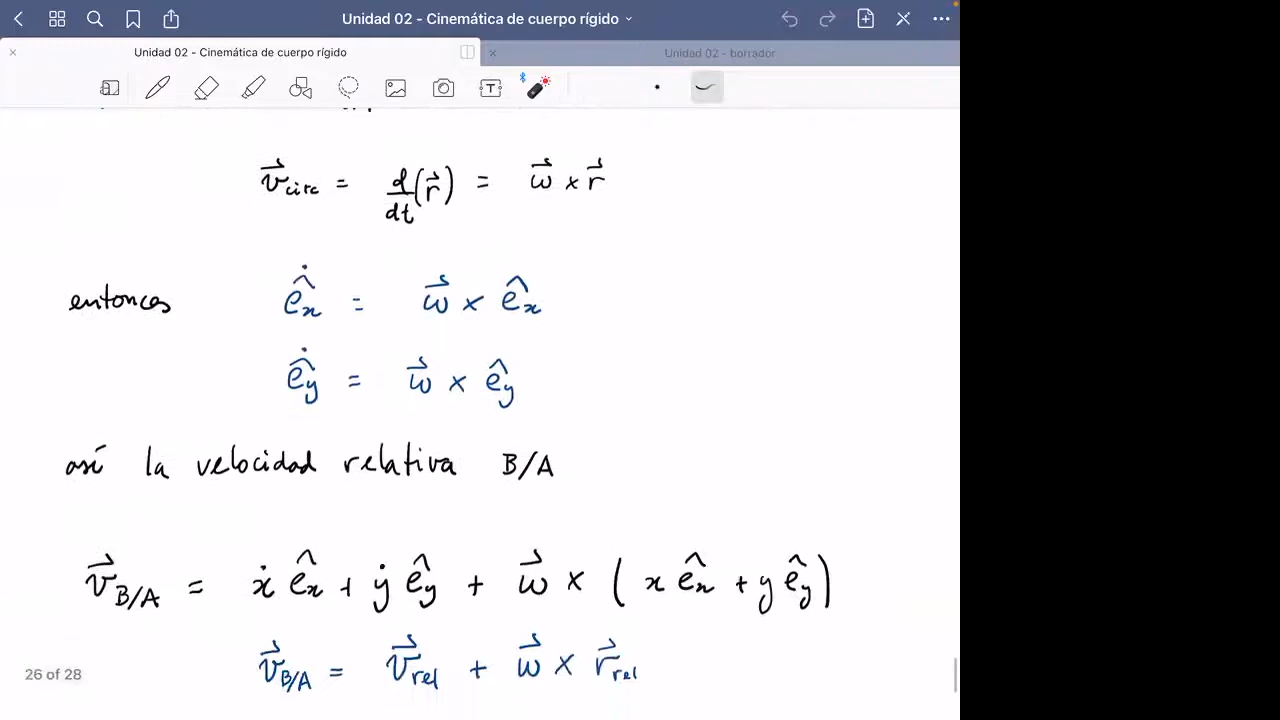 Unidad 02 - Cinemática de cuerpo rígido
Unidad 02 - Cinemática de cuerpo rígido
Unidad 02 - borrador
v⃗circ = d/dt(r⃗) = ω⃗ × r⃗
entonces ė̂x = ω⃗ × êx
ė̂y = ω⃗ × êy
así la velocidad relativa B/A
v⃗B/A = ẋ êx + ẏ êy + ω⃗ × (x êx + y êy)
v⃗B/A = v⃗rel + ω⃗ × r⃗rel
26 of 28